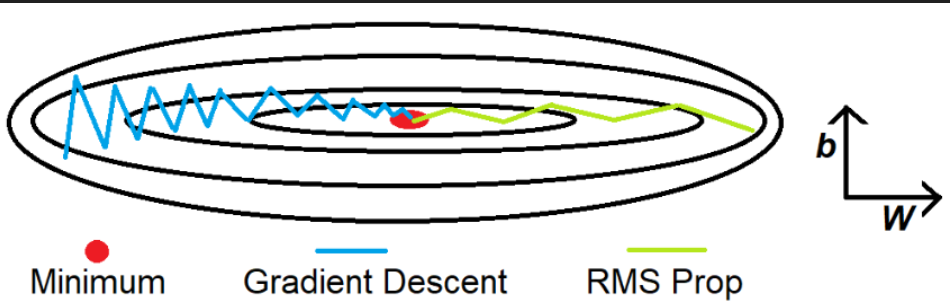 b
W
Minimum
Gradient Descent
RMS Prop